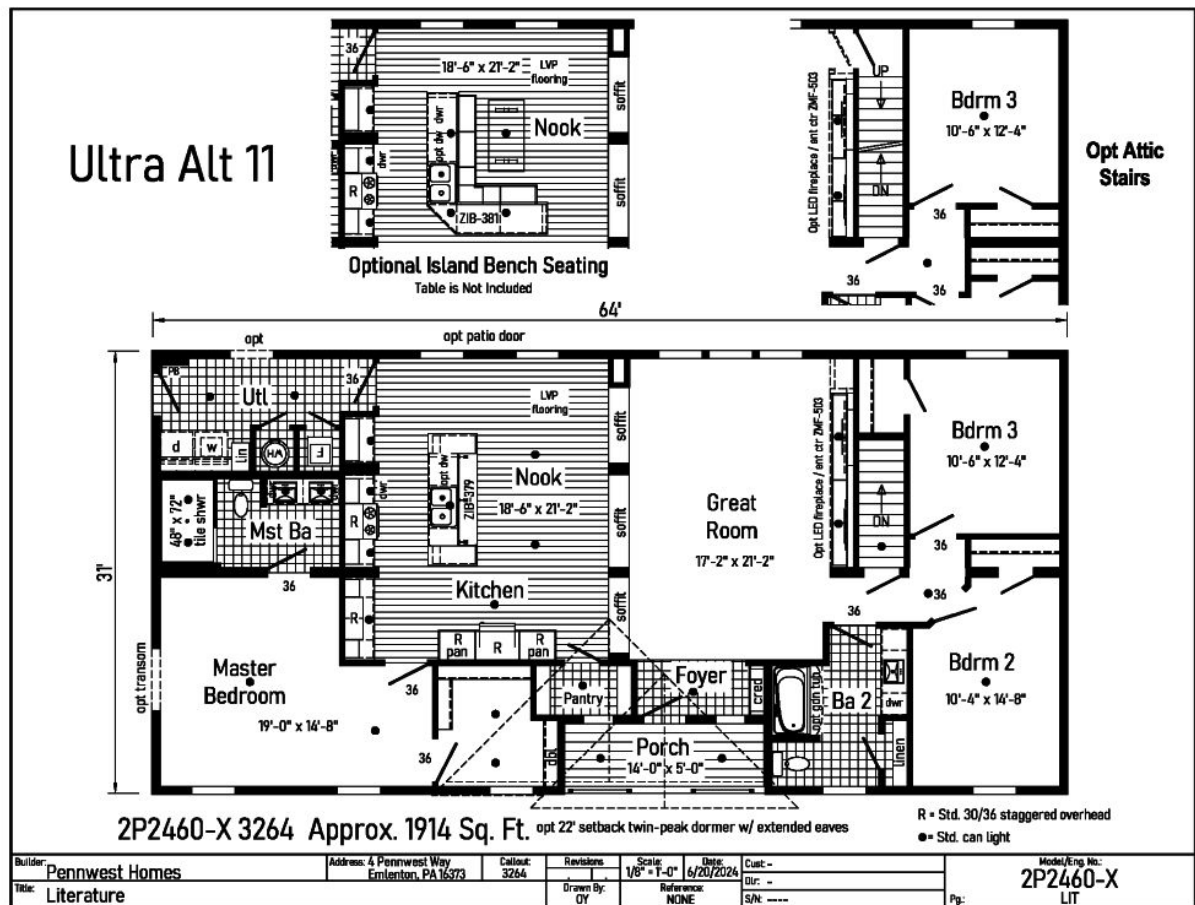 Ultra Alt 11
36
18'-6" x 21'-2"
LVP
flooring
soffit
dwr
opt dw
Nook
dwr
R
ZIB-381
soffit
Optional Island Bench Seating
Table is Not Included
Opt LED fireplace / ent ctr ZMF-503
UP
DN
Bdrm 3
10'-6" x 12'-4"
36
36
36
Opt Attic
Stairs
64'
opt
opt patio door
31'
PB
Utl
36
d
w
lin
WH
F
LVP
flooring
soffit
Nook
18'-6" x 21'-2"
opt dw
ZIB-379
dwr
R
soffit
48" x 72"
tile shwr
Mst Ba
dwr
36
Kitchen
R
R
pan
R
R
pan
soffit
Great
Room
17'-2" x 21'-2"
Opt LED fireplace / ent ctr ZMF-503
DN
Bdrm 3
10'-6" x 12'-4"
36
36
36
opt transom
Master
Bedroom
19'-0" x 14'-8"
36
36
dbl
Pantry
Foyer
cred
Porch
14'-0" x 5'-0"
opt gdn tub
Ba 2
dwr
linen
Bdrm 2
10'-4" x 14'-8"
2P2460-X 3264 Approx. 1914 Sq. Ft.
opt 22' setback twin-peak dormer w/ extended eaves
R = Std. 30/36 staggered overhead
●= Std. can light
Builder: Pennwest Homes
Address: 4 Pennwest Way
Emlenton, PA 16373
Callout:
3264
Revisions
Scale:
1/8" = 1'-0"
Date:
6/20/2024
Cust: -
Dlr: -
S/N: ----
Model/Eng. No.:
2P2460-X
Title: Literature
Drawn By:
OY
Reference:
NONE
Pg.: LIT